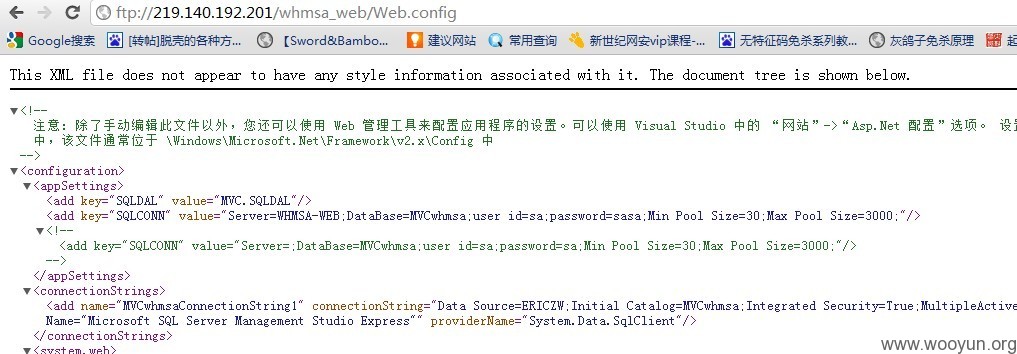 ftp://219.140.192.201/whmsa_web/Web.config
Google搜索 [转帖]脱壳的各种方... 【Sword&Bambo... 建议网站 常用查询 新世纪网安vip课程-... 无特征码免杀系列教... 灰鸽子免杀原理 起
This XML file does not appear to have any style information associated with it. The document tree is shown below.
▼<!--
注意: 除了手动编辑此文件以外，您还可以使用 Web 管理工具来配置应用程序的设置。可以使用 Visual Studio 中的 “网站”->“Asp.Net 配置”选项。 设
中，该文件通常位于 \Windows\Microsoft.Net\Framework\v2.x\Config 中
-->
▼<configuration>
▼<appSettings>
<add key="SQLDAL" value="MVC.SQLDAL"/>
<add key="SQLCONN" value="Server=WHMSA-WEB;DataBase=MVCwhmsa;user id=sa;password=sasa;Min Pool Size=30;Max Pool Size=3000;"/>
▼<!--
<add key="SQLCONN" value="Server=;DataBase=MVCwhmsa;user id=sa;password=sa;Min Pool Size=30;Max Pool Size=3000;"/>
-->
</appSettings>
▼<connectionStrings>
<add name="MVCwhmsaConnectionString1" connectionString="Data Source=ERICZW;Initial Catalog=MVCwhmsa;Integrated Security=True;MultipleActive
Name="Microsoft SQL Server Management Studio Express"" providerName="System.Data.SqlClient"/>
</connectionStrings>
▼<system.web>
www.wooyun.org